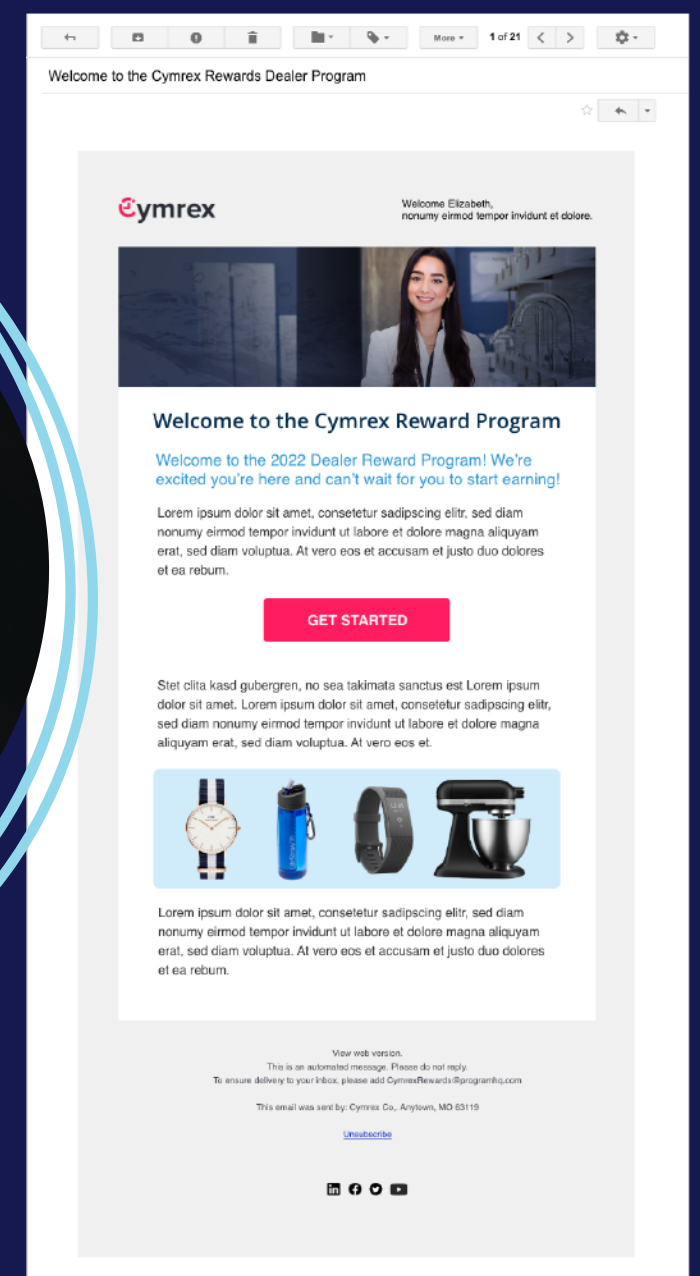 More
1 of 21
Welcome to the Cymrex Rewards Dealer Program
Cymrex
Welcome Elizabeth,
nonumy eirmod tempor invidunt et dolore.
Welcome to the Cymrex Reward Program
Welcome to the 2022 Dealer Reward Program! We're
excited you're here and can't wait for you to start earning!
Lorem ipsum dolor sit amet, consetetur sadipscing elitr, sed diam
nonumy eirmod tempor invidunt ut labore et dolore magna aliquyam
erat, sed diam voluptua. At vero eos et accusam et justo duo dolores
et ea rebum.
GET STARTED
Stet clita kasd gubergren, no sea takimata sanctus est Lorem ipsum
dolor sit amet. Lorem ipsum dolor sit amet, consetetur sadipscing elitr,
sed diam nonumy eirmod tempor invidunt ut labore et dolore magna
aliquyam erat, sed diam voluptua. At vero eos et.
LifeStraw
Lorem ipsum dolor sit amet, consetetur sadipscing elitr, sed diam
nonumy eirmod tempor invidunt ut labore et dolore magna aliquyam
erat, sed diam voluptua. At vero eos et accusam et justo duo dolores
et ea rebum.
View web version.
This is an automated message. Please do not reply.
To ensure delivery to your inbox, please add CymrexRewards@programhq.com
This email was sent by: Cymrex Co,. Anytown, MO 63119
Unsubscribe